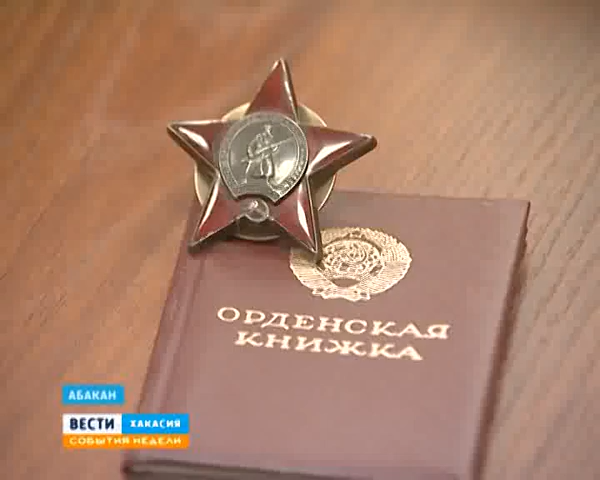 ОРДЕНСКАЯ
КНИЖКА
АБАКАН
ВЕСТИ ХАКАСИЯ
СОБЫТИЯ НЕДЕЛИ